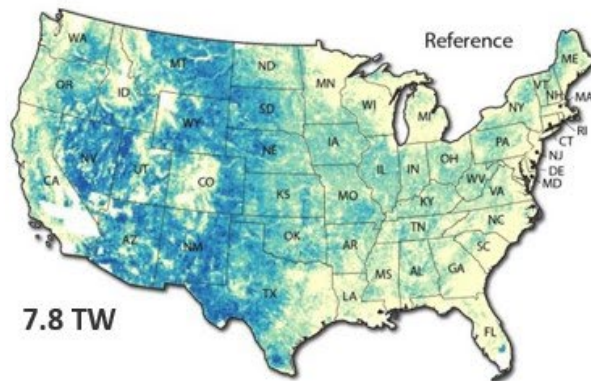 Reference
WA
MT
ND
MN
ME
OR
ID
WI
VT
NH
MA
SD
MI
NY
WY
RI
CT
IA
PA
NE
NJ
NV
OH
DE
IL
IN
UT
MD
CA
CO
WV
VA
KS
MO
KY
NC
TN
OK
AZ
NM
AR
SC
MS
AL
GA
TX
LA
7.8 TW
FL